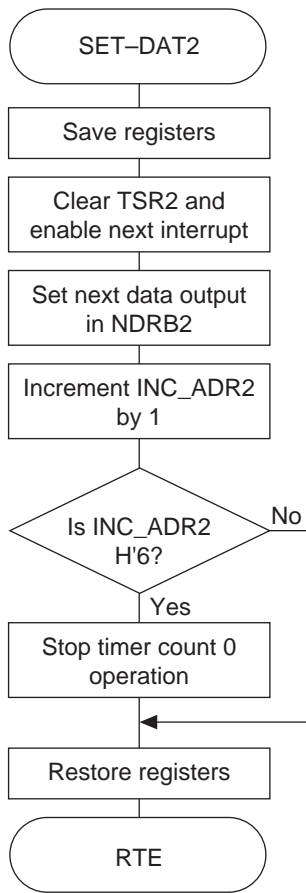 SET–DAT2
Save registers
Clear TSR2 and
enable next interrupt
Set next data output
in NDRB2
Increment INC_ADR2
by 1
Is INC_ADR2
H'6?
No
Yes
Stop timer count 0
operation
Restore registers
RTE